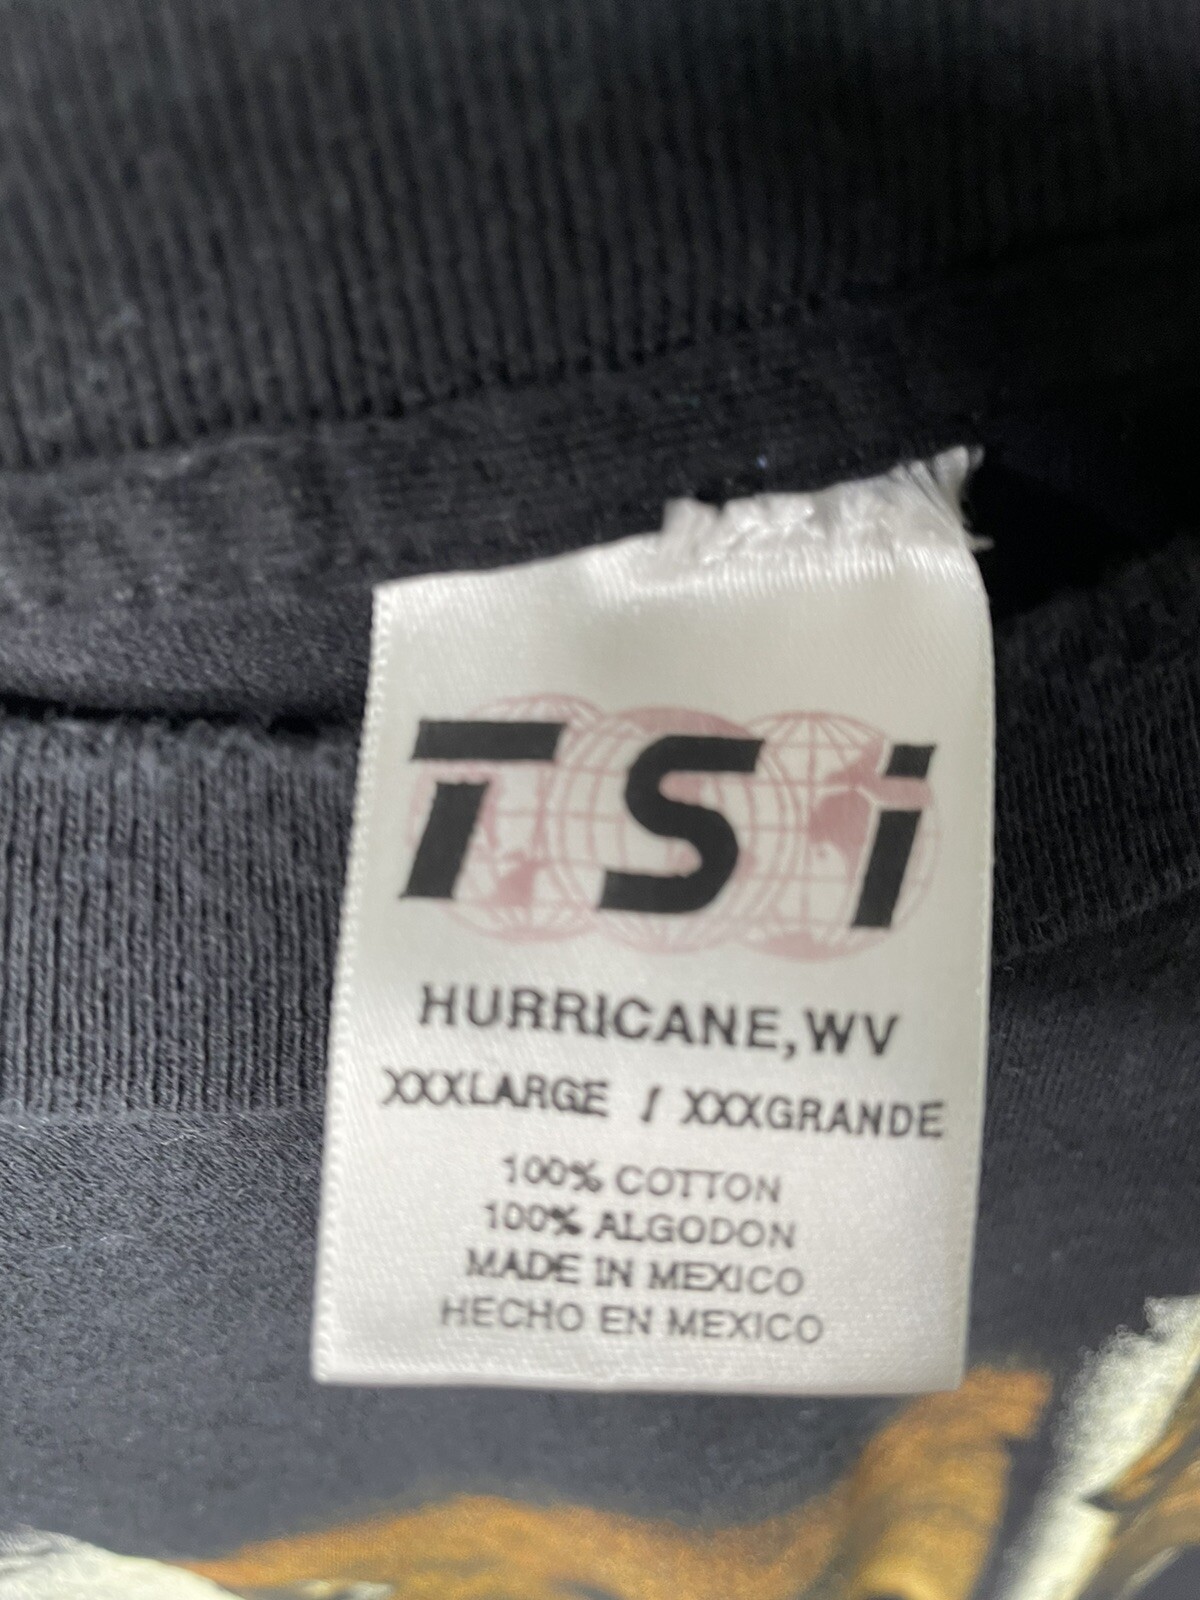 TSi
HURRICANE, WV
XXXLARGE / XXXGRANDE
100% COTTON
100% ALGODON
MADE IN MEXICO
HECHO EN MEXICO